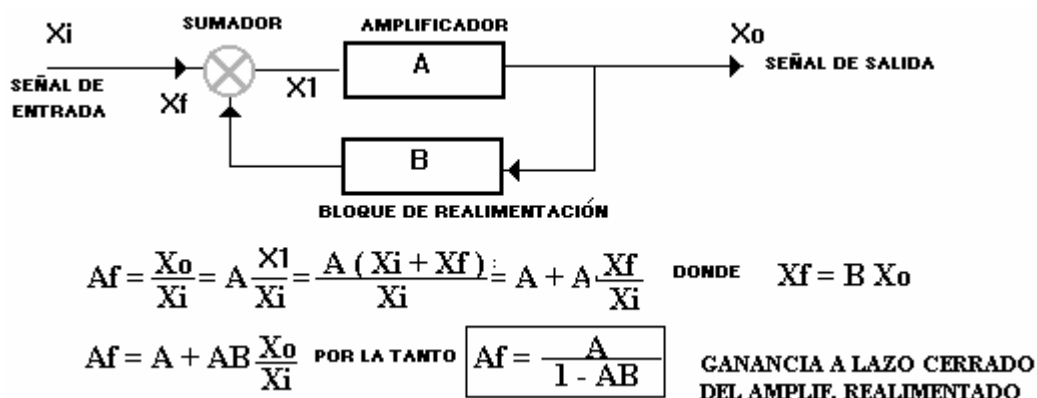 SUMADOR
AMPLIFICADOR
Xi
Xo
A
SEÑAL DE SALIDA
SEÑAL DE
ENTRADA
Xf
X1
B
BLOQUE DE REALIMENTACIÓN
Af = Xo/Xi = A X1/Xi = A ( Xi + Xf )/Xi = A + A Xf/Xi DONDE Xf = B Xo
Af = A + AB Xo/Xi POR LA TANTO Af = A/1 - AB
GANANCIA A LAZO CERRADO
DEL AMPLIF. REALIMENTADO